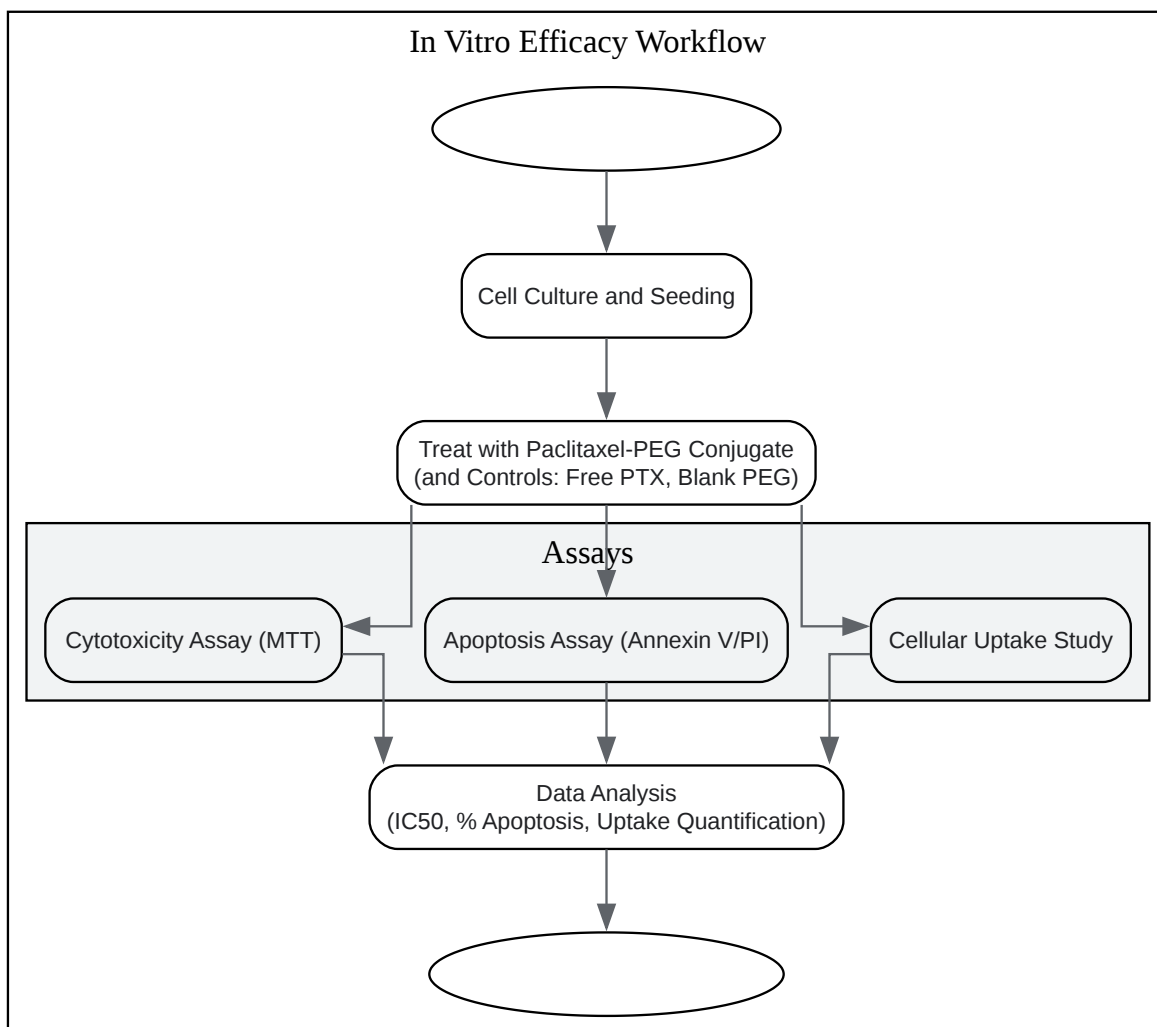 In Vitro Efficacy Workflow
Cell Culture and Seeding
Treat with Paclitaxel-PEG Conjugate
(and Controls: Free PTX, Blank PEG)
Assays
Cytotoxicity Assay (MTT)
Apoptosis Assay (Annexin V/PI)
Cellular Uptake Study
Data Analysis
(IC50, % Apoptosis, Uptake Quantification)